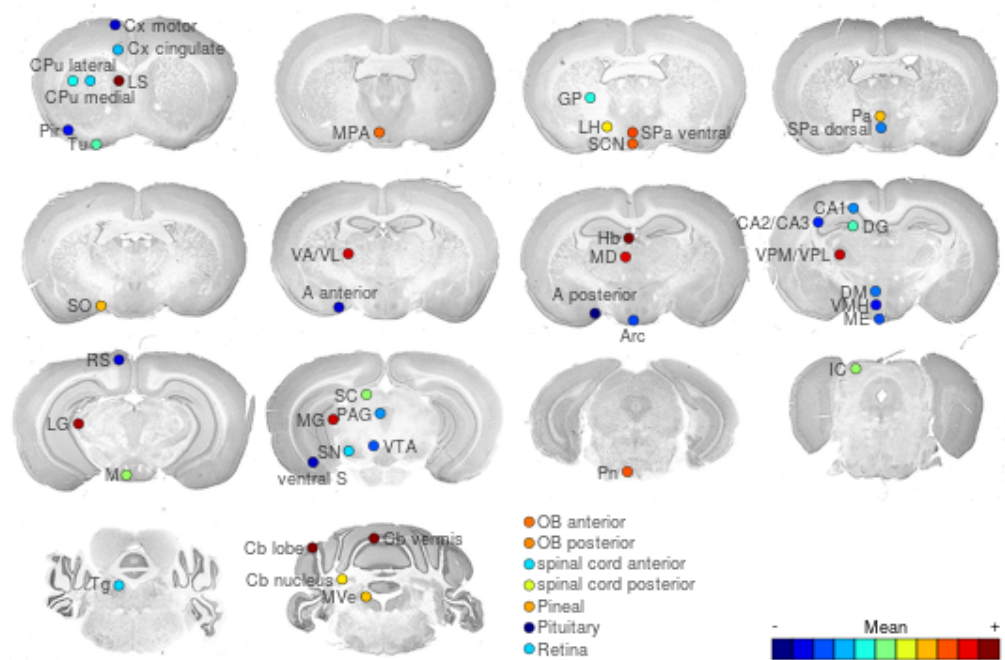 Cx motor
Cx cingulate
CPu lateral
LS
CPu medial
Pir
Tu
MPA
GP
LH
SPa ventral
SCN
Pa
SPa dorsal
SO
VA/VL
A anterior
Hb
MD
A posterior
Arc
CA1
CA2/CA3
DG
VPM/VPL
DM
VMH
ME
RS
LG
M
SC
MG
PAG
SN
VTA
ventral S
Pn
IC
Tg
Cb lobe
Cb vermis
Cb nucleus
MVe
OB anterior
OB posterior
spinal cord anterior
spinal cord posterior
Pineal
Pituitary
Retina
- Mean +